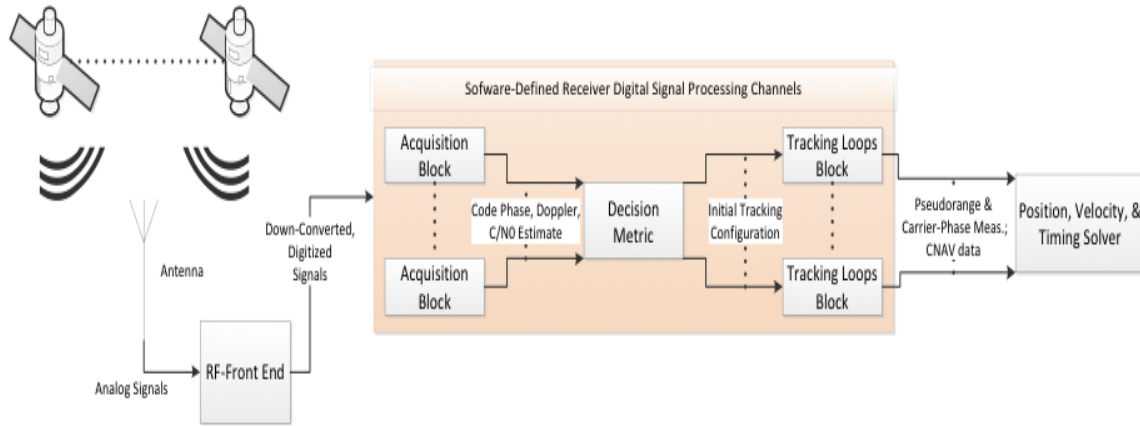 Sofware-Defined Receiver Digital Signal Processing Channels
Acquisition
Block
Tracking Loops
Block
Code Phase, Doppler,
C/N0 Estimate
Decision
Metric
Initial Tracking
Configuration
Pseudorange &
Carrier-Phase Meas.;
CNAV data
Position, Velocity, &
Timing Solver
Down-Converted,
Digitized
Signals
Antenna
Acquisition
Block
Tracking Loops
Block
RF-Front End
Analog Signals